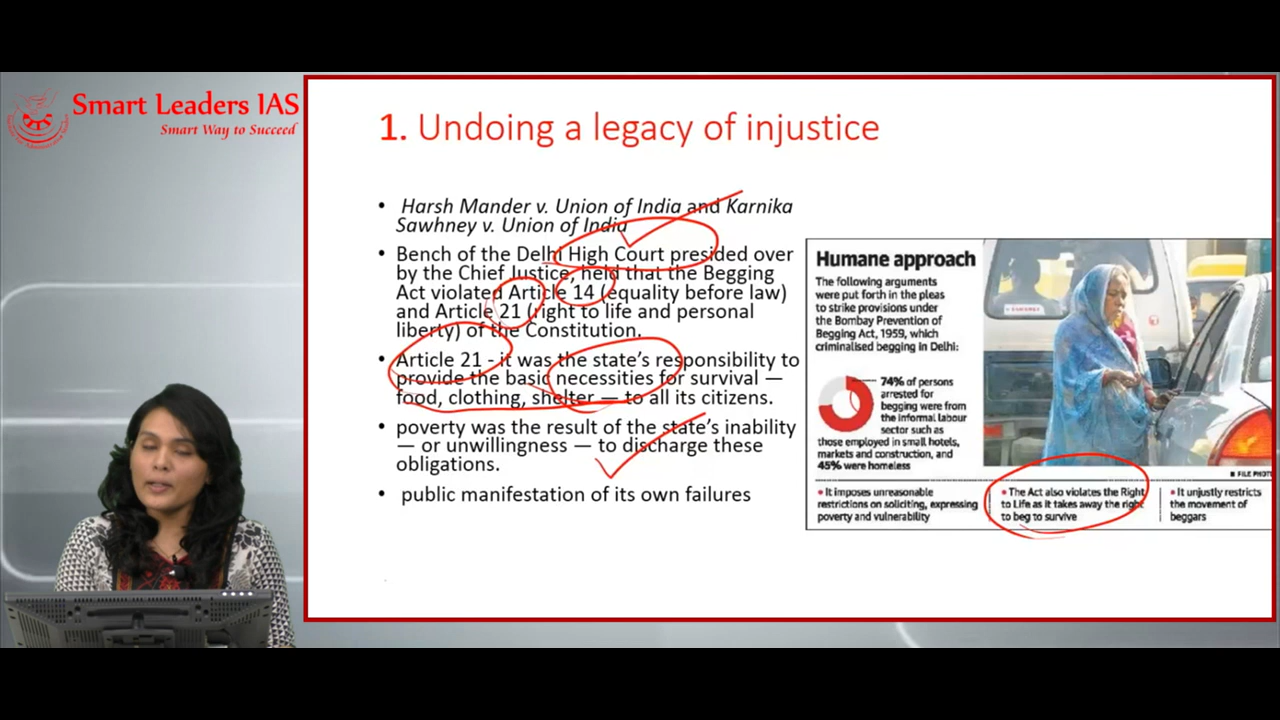 Smart Leaders IAS
Smart Way to Succeed
1. Undoing a legacy of injustice
• Harsh Mander v. Union of India and Karnika
Sawhney v. Union of India
• Bench of the Delhi High Court presided over
by the Chief Justice, held that the Begging
Act violated Article 14 (equality before law)
and Article 21 (right to life and personal
liberty) of the Constitution.
• Article 21 - it was the state's responsibility to
provide the basic necessities for survival —
food, clothing, shelter — to all its citizens.
• poverty was the result of the state's inability
— or unwillingness — to discharge these
obligations.
• public manifestation of its own failures
Humane approach
The following arguments
were put forth in the pleas
to strike provisions under
the Bombay Prevention of
Begging Act, 1959, which
criminalised begging in Delhi:
74% of persons
arrested for
begging were from
the informal labour
sector such as
those employed in small hotels,
markets and construction, and
45% were homeless
■ FILE PHOTO
• It imposes unreasonable
restrictions on soliciting, expressing
poverty and vulnerability
• The Act also violates the Right
to Life as it takes away the right
to beg to survive
• It unjustly restricts
the movement of
beggars